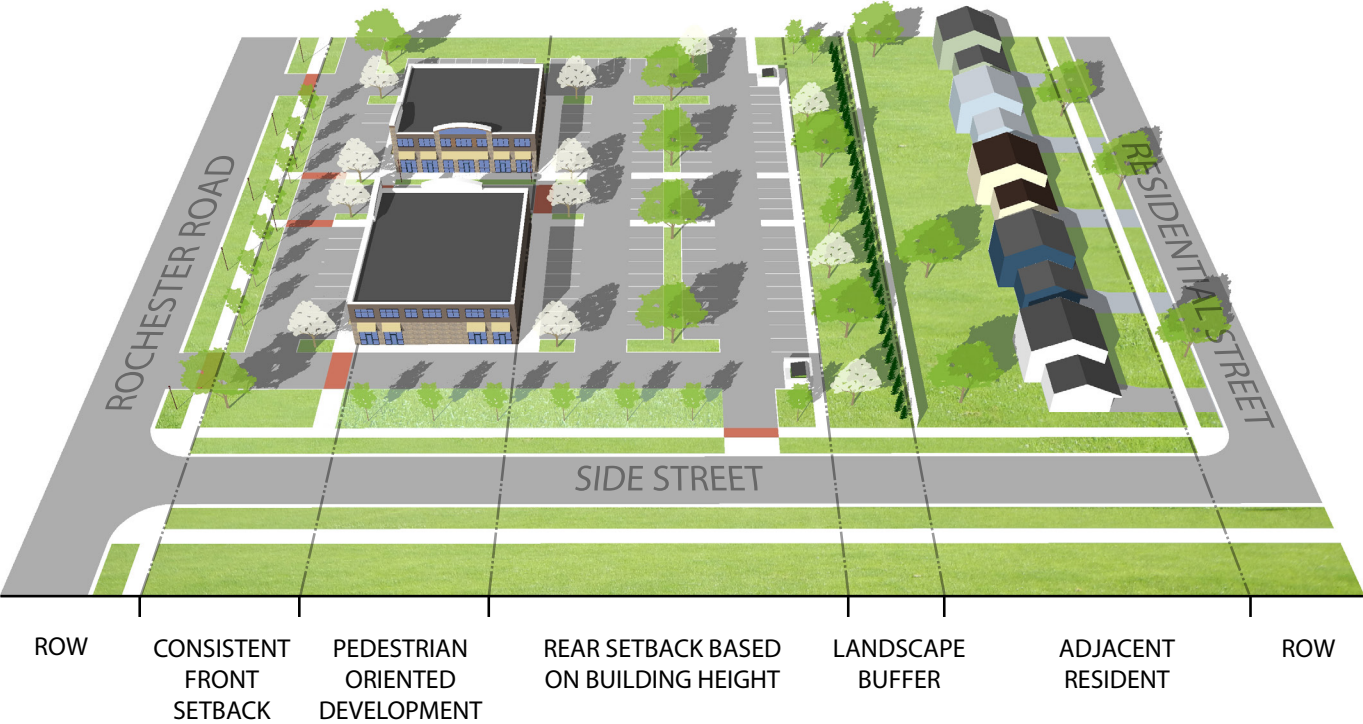 ROCHESTER ROAD
RESIDENTIAL STREET
SIDE STREET
ROW
CONSISTENT
FRONT
SETBACK
PEDESTRIAN
ORIENTED
DEVELOPMENT
REAR SETBACK BASED
ON BUILDING HEIGHT
LANDSCAPE
BUFFER
ADJACENT
RESIDENT
ROW